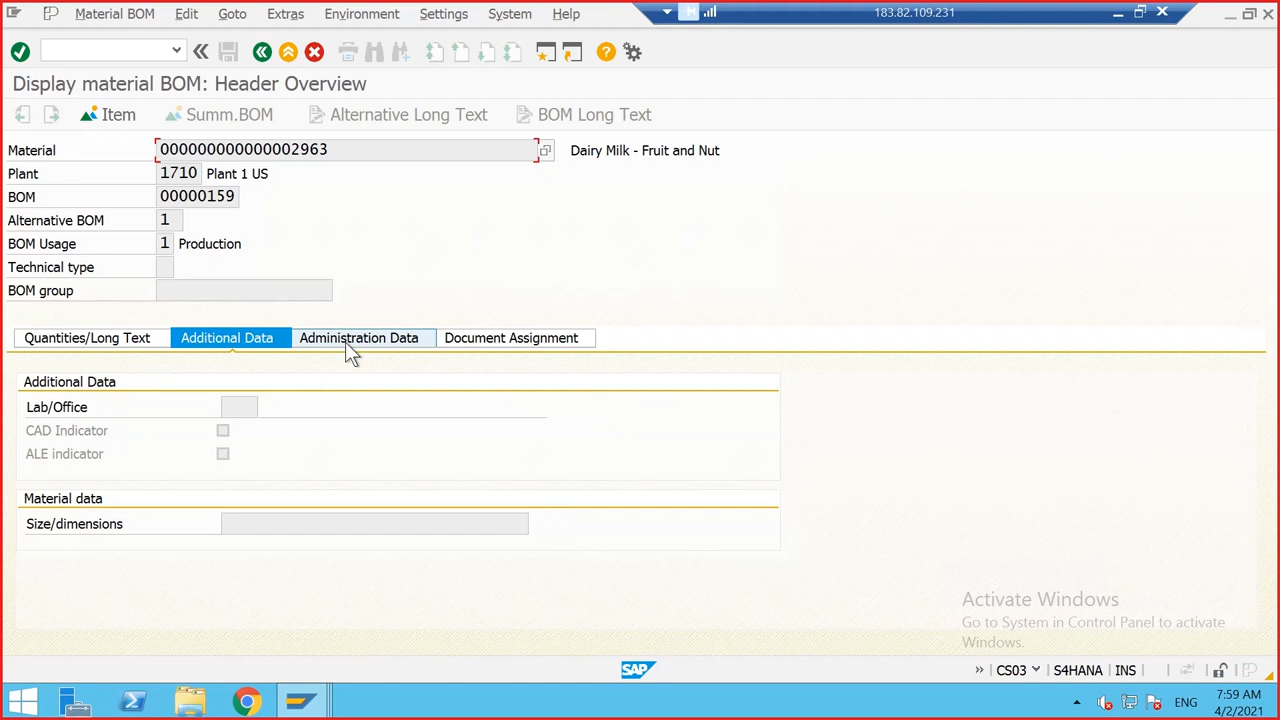 Material BOM Edit Goto Extras Environment Settings System Help 183.82.109.231
Display material BOM: Header Overview
Item Summ.BOM Alternative Long Text BOM Long Text
Material 000000000000002963 Dairy Milk - Fruit and Nut
Plant 1710 Plant 1 US
BOM 00000159
Alternative BOM 1
BOM Usage 1 Production
Technical type
BOM group
Quantities/Long Text Additional Data Administration Data Document Assignment
Additional Data
Lab/Office
CAD Indicator
ALE indicator
Material data
Size/dimensions
Activate Windows
Go to System in Control Panel to activate
Windows.
SAP » CS03 S4HANA INS
ENG 7:59 AM
4/2/2021